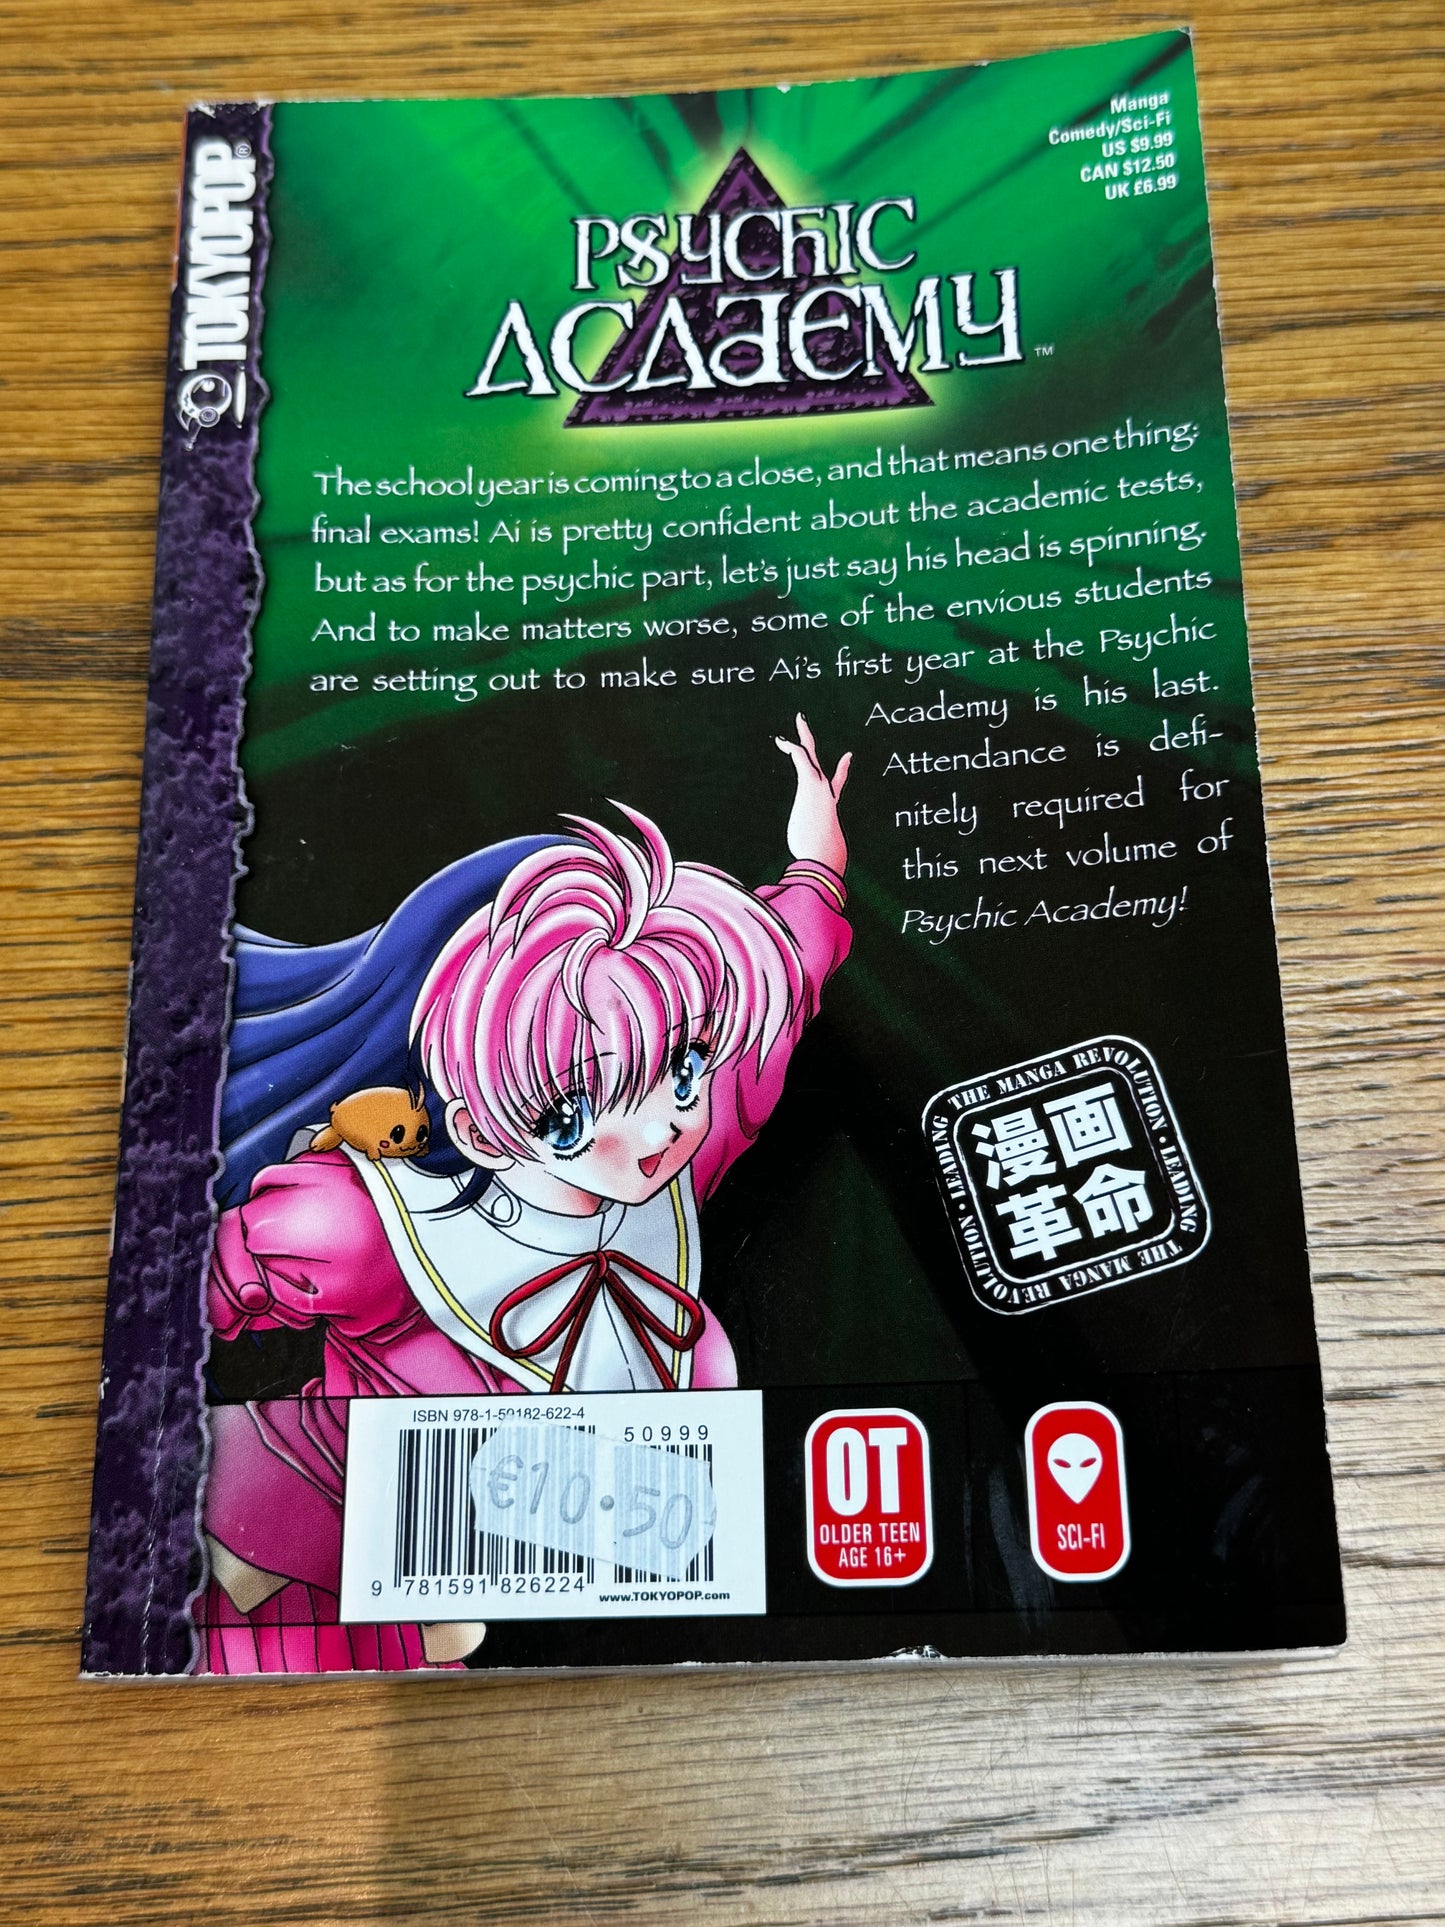 TOKYOPOP®
Manga
Comedy/Sci-Fi
US $9.99
CAN $12.50
UK £6.99
PSYCHIC
ACADEMY™
The school year is coming to a close, and that means one thing:
final exams! Ai is pretty confident about the academic tests,
but as for the psychic part, let's just say his head is spinning.
And to make matters worse, some of the envious students
are setting out to make sure Ai's first year at the Psychic
Academy is his last.
Attendance is defi-
nitely required for
this next volume of
Psychic Academy!
LEADING THE MANGA REVOLUTION · LEADING THE MANGA REVOLUTION ·
漫画
革命
ISBN 978-1-59182-622-4
50999
€10.50
9 781591 826224
www.TOKYOPOP.com
OT
OLDER TEEN
AGE 16+
SCI-FI